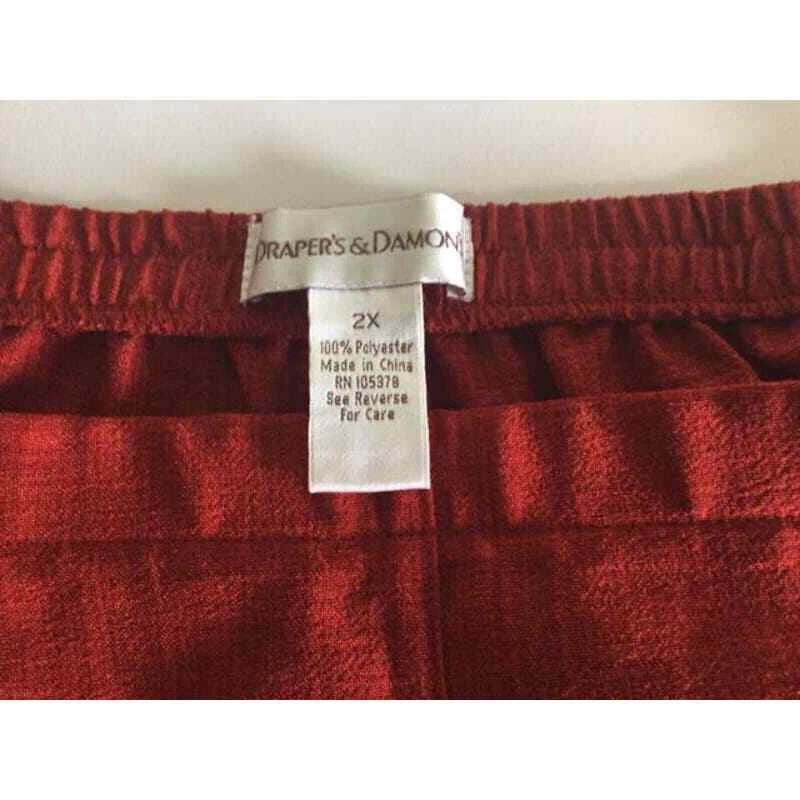 DRAPER'S & DAMON
2X
100% Polyester
Made in China
RN 105378
See Reverse
For Care